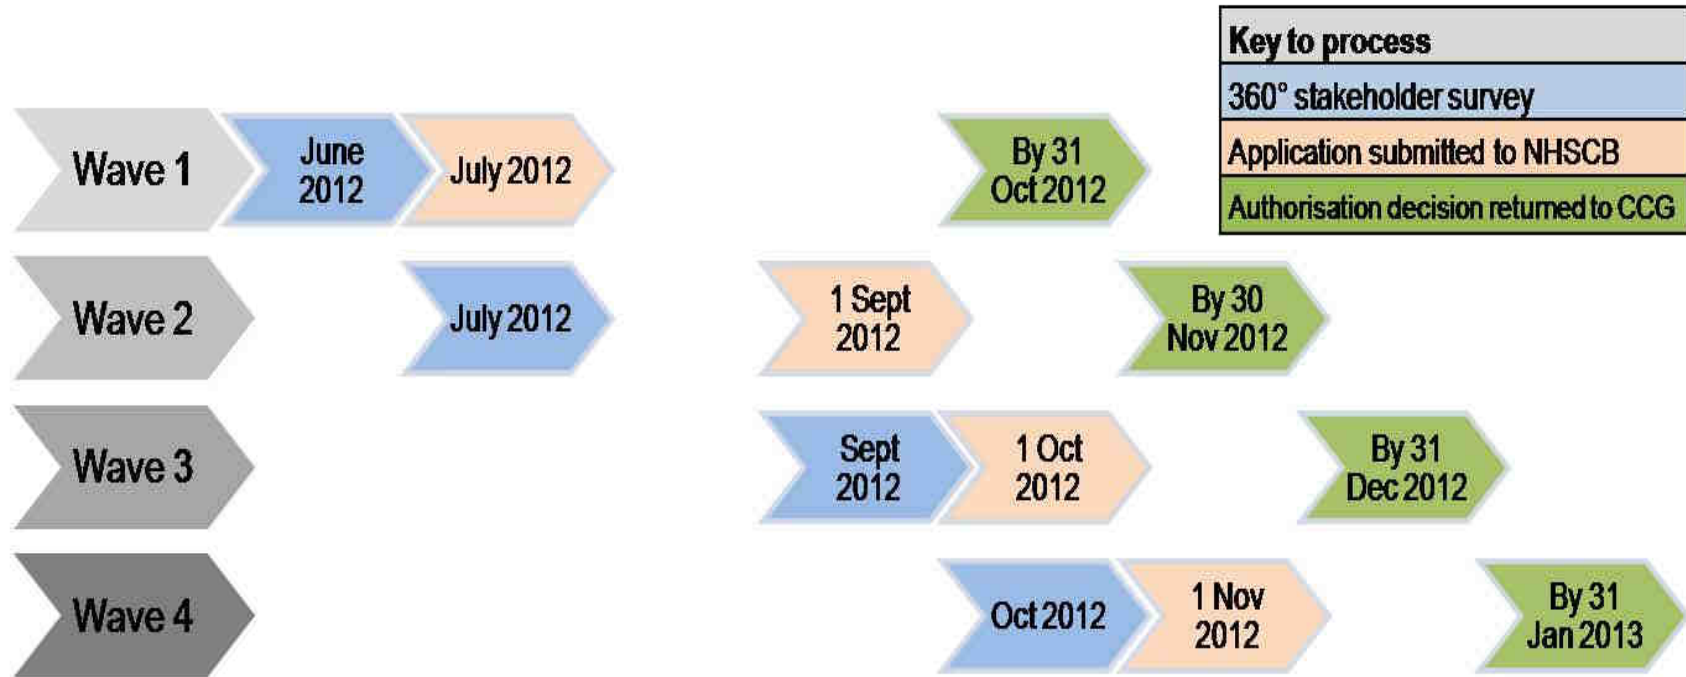 Key to process
360° stakeholder survey
Application submitted to NHSCB
Authorisation decision returned to CCG
Wave 1
June
2012
July 2012
By 31
Oct 2012
Wave 2
July 2012
1 Sept
2012
By 30
Nov 2012
Wave 3
Sept
2012
1 Oct
2012
By 31
Dec 2012
Wave 4
Oct 2012
1 Nov
2012
By 31
Jan 2013